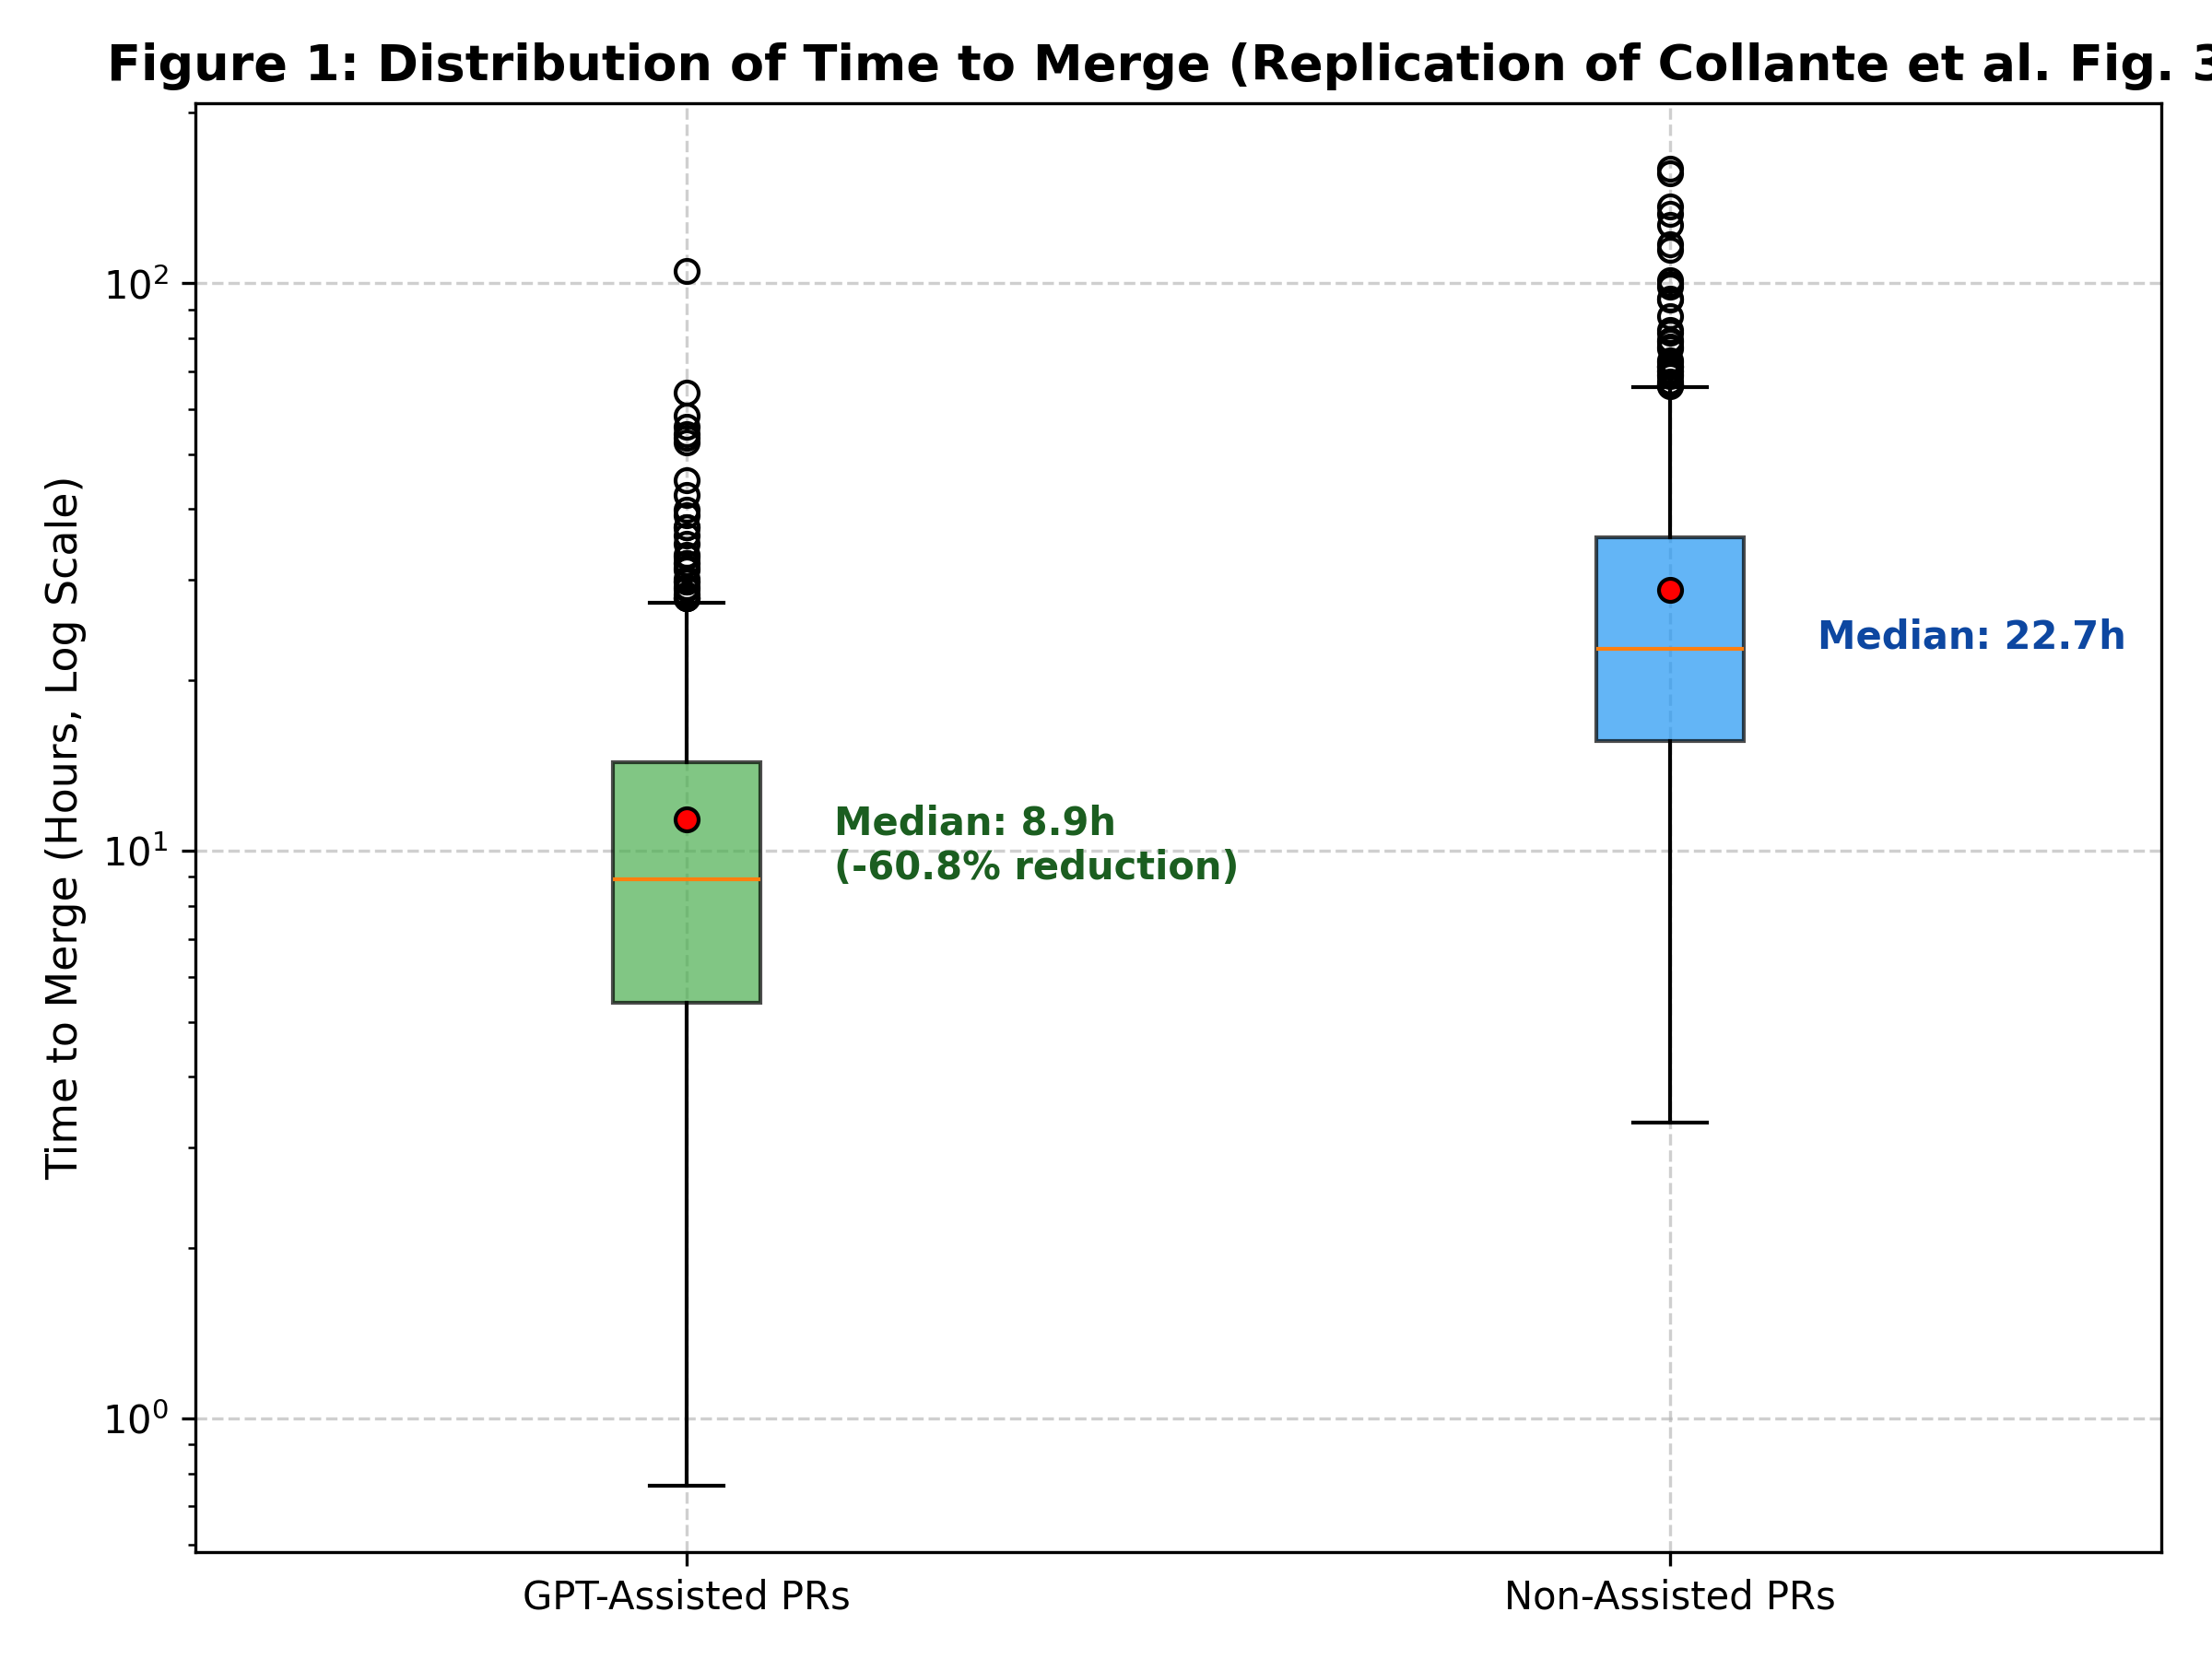 Figure 1: Distribution of Time to Merge (Replication of Collante et al. Fig. 3
Time to Merge (Hours, Log Scale)
10²
10¹
10⁰
Median: 22.7h
Median: 8.9h
(-60.8% reduction)
GPT-Assisted PRs
Non-Assisted PRs